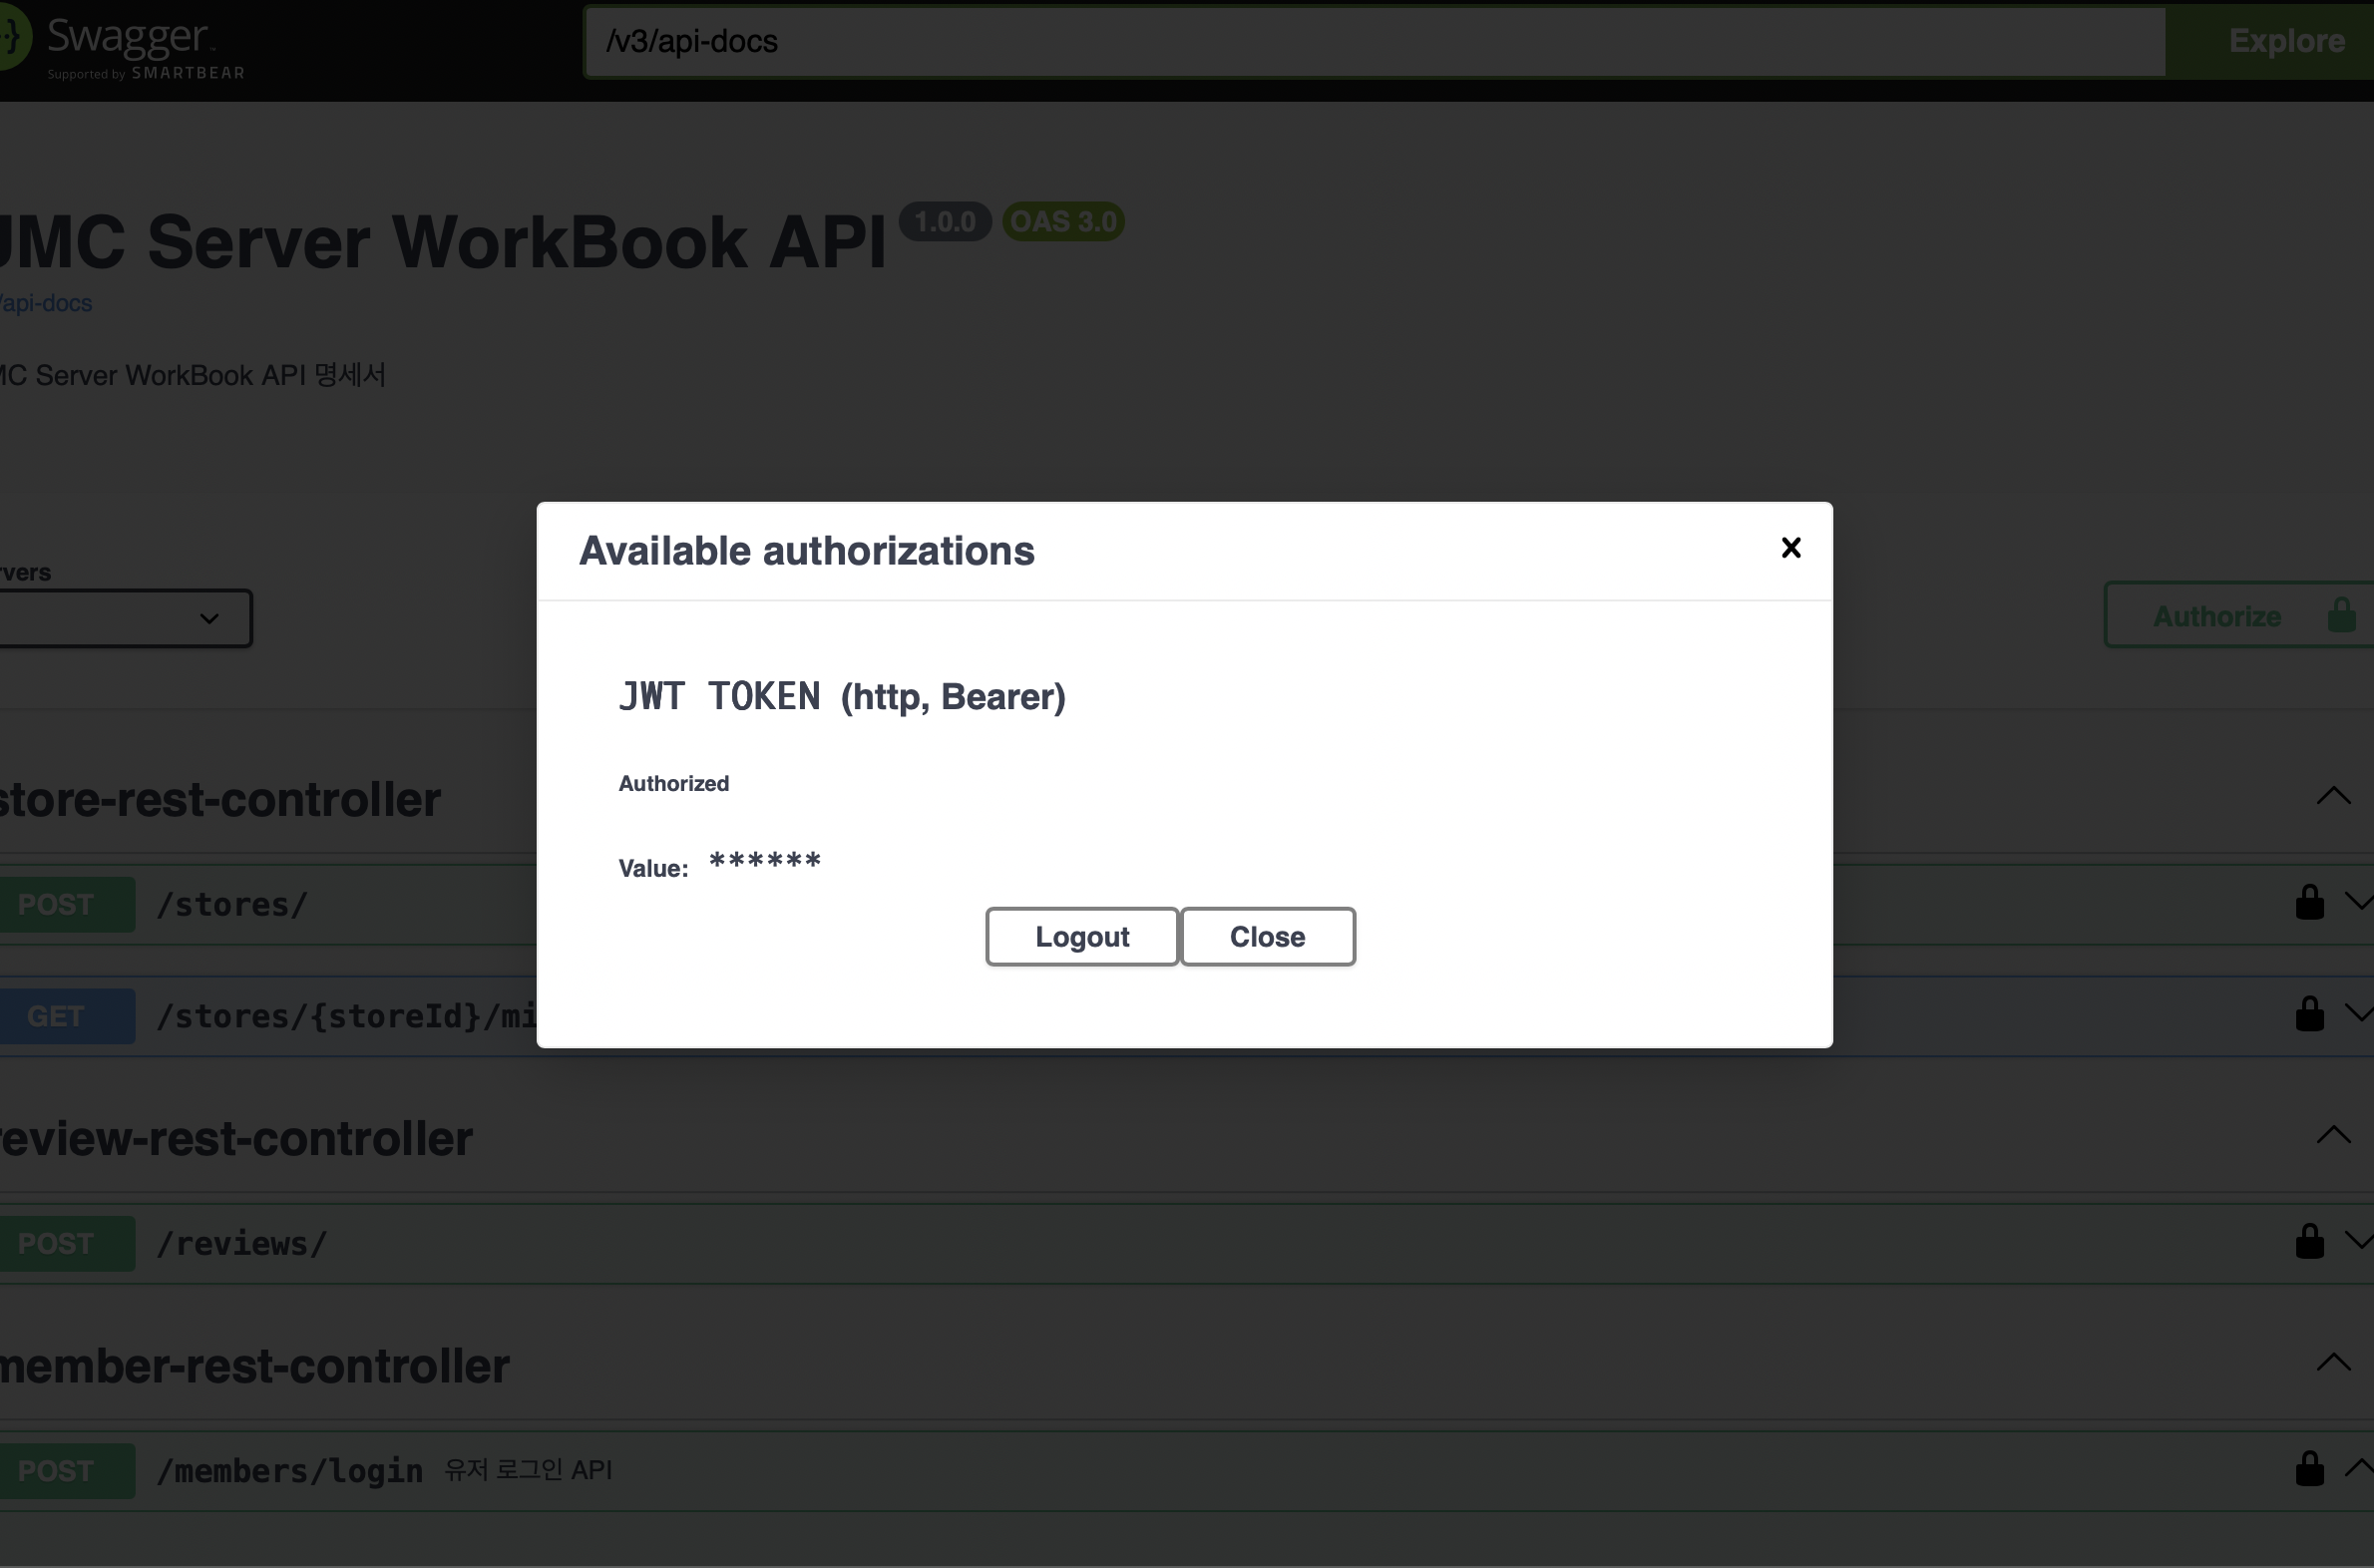 Swagger
Supported by SMARTBEAR
/v3/api-docs
Explore
MC Server WorkBook API 1.0.0 OAS 3.0
/api-docs
MC Server WorkBook API 명세서
Available authorizations
rvers
Authorize
JWT TOKEN (http, Bearer)
Authorized
Value: ******
Logout
Close
store-rest-controller
POST /stores/
GET /stores/{storeId}/mi
review-rest-controller
POST /reviews/
member-rest-controller
POST /members/login 유저 로그인 API